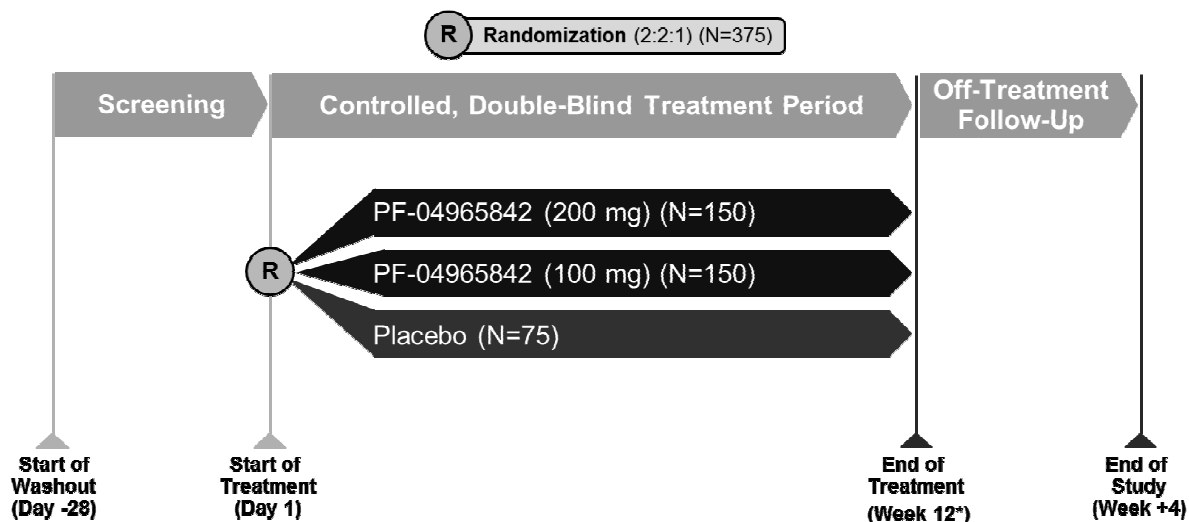 R Randomization (2:2:1) (N=375)
Screening
Controlled, Double-Blind Treatment Period
Off-Treatment
Follow-Up
PF-04965842 (200 mg) (N=150)
R
PF-04965842 (100 mg) (N=150)
Placebo (N=75)
Start of
Washout
(Day -28)
Start of
Treatment
(Day 1)
End of
Treatment
(Week 12*)
End of
Study
(Week +4)